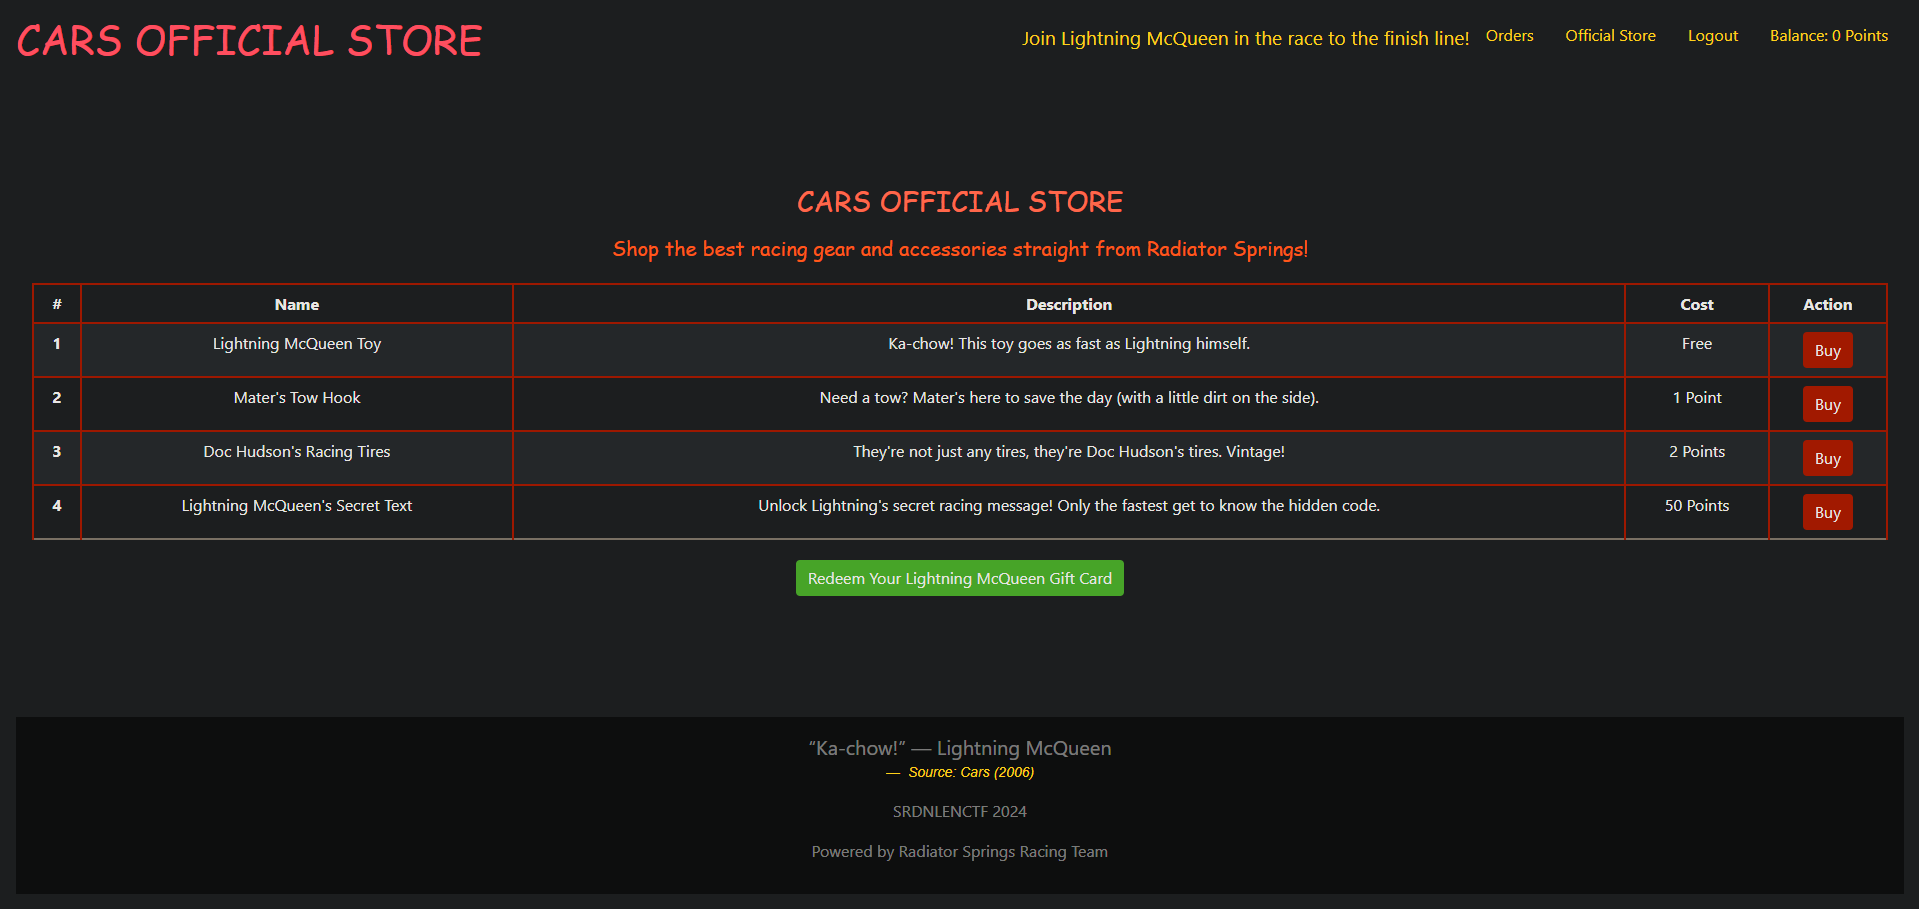 CARS OFFICIAL STORE
Join Lightning McQueen in the race to the finish line! Orders Official Store Logout Balance: 0 Points
CARS OFFICIAL STORE
Shop the best racing gear and accessories straight from Radiator Springs!
# Name Description Cost Action
1 Lightning McQueen Toy Ka-chow! This toy goes as fast as Lightning himself. Free Buy
2 Mater's Tow Hook Need a tow? Mater's here to save the day (with a little dirt on the side). 1 Point Buy
3 Doc Hudson's Racing Tires They're not just any tires, they're Doc Hudson's tires. Vintage! 2 Points Buy
4 Lightning McQueen's Secret Text Unlock Lightning's secret racing message! Only the fastest get to know the hidden code. 50 Points Buy
Redeem Your Lightning McQueen Gift Card
“Ka-chow!” — Lightning McQueen
— Source: Cars (2006)
SRDNLENCTF 2024
Powered by Radiator Springs Racing Team